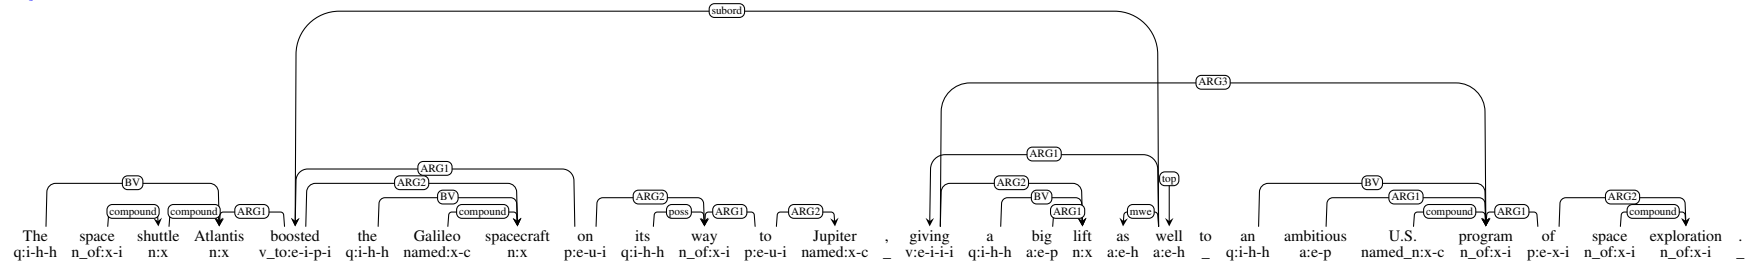 subord
ARG3
ARG1 ARG1
BV ARG2 ARG2 top BV
BV ARG2 BV ARG1 ARG2
compound compound ARG1 compound poss ARG1 ARG2 ARG1 mwe compound ARG1 compound
The space shuttle Atlantis boosted the Galileo spacecraft on its way to Jupiter , giving a big lift as well to an ambitious U.S. program of space exploration .
q:i-h-h n_of:x-i n:x n:x v_to:e-i-p-i q:i-h-h named:x-c n:x p:e-u-i q:i-h-h n_of:x-i p:e-u-i named:x-c _ v:e-i-i-i q:i-h-h a:e-p n:x a:e-h a:e-h _ q:i-h-h a:e-p named_n:x-c n_of:x-i p:e-x-i n_of:x-i n_of:x-i _